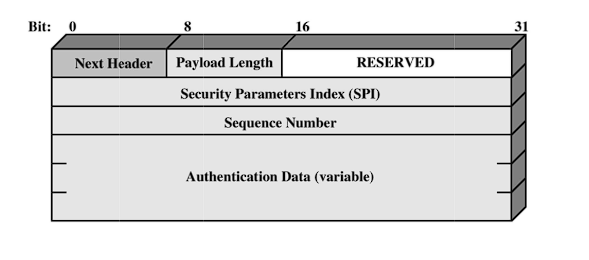 Bit: 0 8 16 31
Next Header Payload Length RESERVED
Security Parameters Index (SPI)
Sequence Number
Authentication Data (variable)